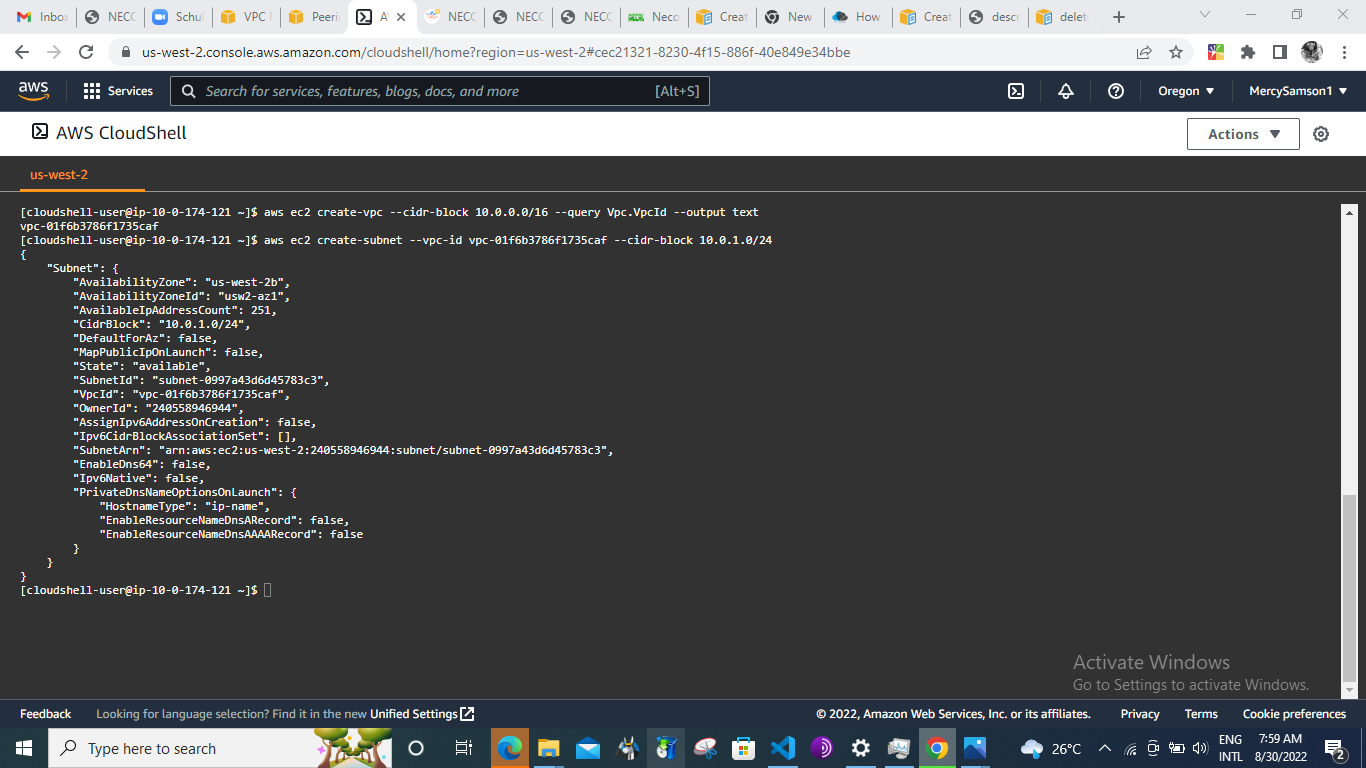 Inbox
NECC
Schu
VPC
Peeri
A
NECC
NECC
NECC
Neco
Creat
New
How
Creat
descr
delet
us-west-2.console.aws.amazon.com/cloudshell/home?region=us-west-2#cec21321-8230-4f15-886f-40e849e34bbe
aws
Services
Search for services, features, blogs, docs, and more
[Alt+S]
Oregon
MercySamson1
AWS CloudShell
Actions
us-west-2
[cloudshell-user@ip-10-0-174-121 ~]$ aws ec2 create-vpc --cidr-block 10.0.0.0/16 --query Vpc.VpcId --output text
vpc-01f6b3786f1735caf
[cloudshell-user@ip-10-0-174-121 ~]$ aws ec2 create-subnet --vpc-id vpc-01f6b3786f1735caf --cidr-block 10.0.1.0/24
{
    "Subnet": {
        "AvailabilityZone": "us-west-2b",
        "AvailabilityZoneId": "usw2-az1",
        "AvailableIpAddressCount": 251,
        "CidrBlock": "10.0.1.0/24",
        "DefaultForAz": false,
        "MapPublicIpOnLaunch": false,
        "State": "available",
        "SubnetId": "subnet-0997a43d6d45783c3",
        "VpcId": "vpc-01f6b3786f1735caf",
        "OwnerId": "240558946944",
        "AssignIpv6AddressOnCreation": false,
        "Ipv6CidrBlockAssociationSet": [],
        "SubnetArn": "arn:aws:ec2:us-west-2:240558946944:subnet/subnet-0997a43d6d45783c3",
        "EnableDns64": false,
        "Ipv6Native": false,
        "PrivateDnsNameOptionsOnLaunch": {
            "HostnameType": "ip-name",
            "EnableResourceNameDnsARecord": false,
            "EnableResourceNameDnsAAAARecord": false
        }
    }
}
[cloudshell-user@ip-10-0-174-121 ~]$
Activate Windows
Go to Settings to activate Windows.
Feedback
Looking for language selection? Find it in the new Unified Settings
© 2022, Amazon Web Services, Inc. or its affiliates.
Privacy
Terms
Cookie preferences
Type here to search
26°C
ENG
INTL
7:59 AM
8/30/2022
2